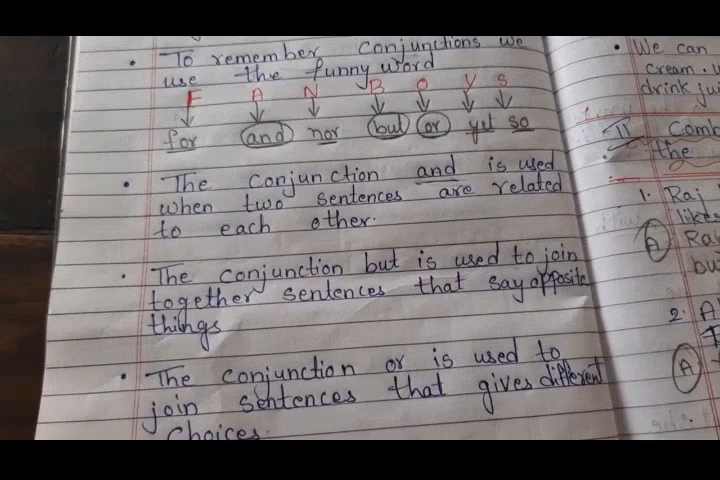 • To remember conjunctions we
use the funny word
F A N B O Y S
for and nor but or yet so
• The conjunction and is used
when two sentences are related
to each other.
• The conjunction but is used to join
together sentences that say opposite
things
• The conjunction or is used to
join sentences that gives different
choices.
• We can
cream.
drink
II Comb
the
1. Raj
like
A Ra
bu
2. A
A